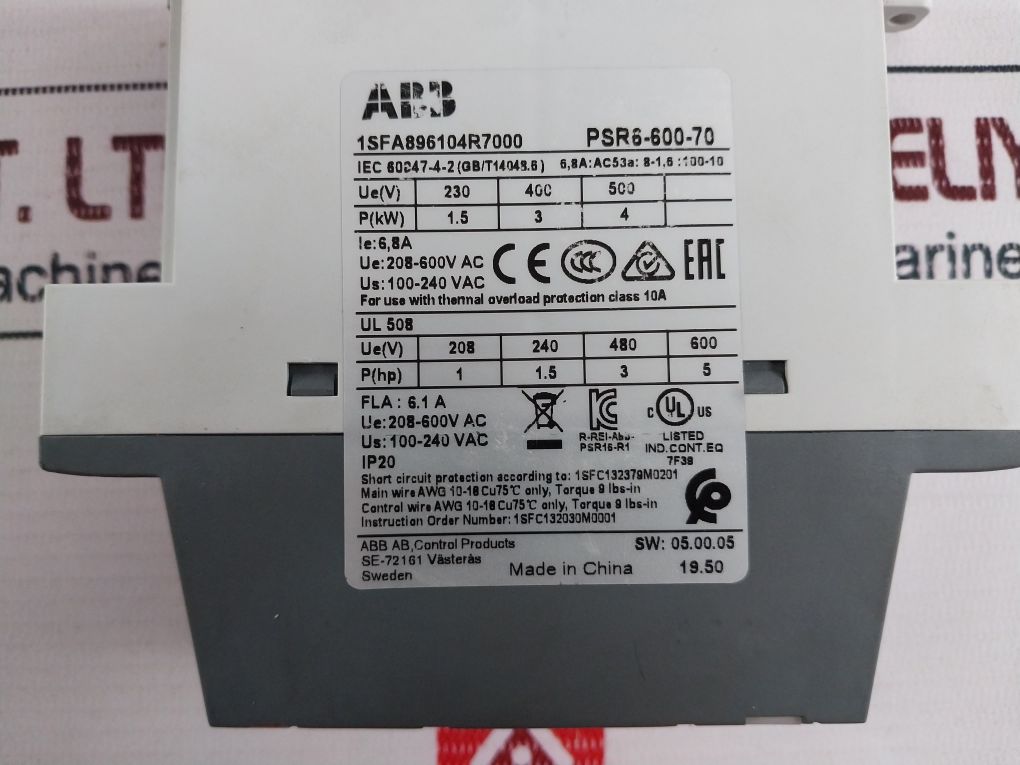 ABB
1SFA896104R7000 PSR6-600-70
IEC 60947-4-2 (GB/T14048.6) 6,8A:AC53a: 8-1,6 :100-10
Ue(V) 230 400 500
P(kW) 1.5 3 4
Ie: 6,8A
Ue: 208-600V AC
Us: 100-240 VAC
CE CCC EAC
For use with thermal overload protection class 10A
UL 508
Ue(V) 208 240 480 600
P(hp) 1 1.5 3 5
FLA : 6.1 A
Ue: 208-600V AC
Us: 100-240 VAC
IP20
R-REI-Abb-
PSR16-R1
C UL US
LISTED
IND.CONT.EQ
7F38
Short circuit protection according to: 1SFC132379M0201
Main wire AWG 10-18 Cu75°C only, Torque 9 lbs-in
Control wire AWG 10-18 Cu75°C only, Torque 9 lbs-in
Instruction Order Number: 1SFC132030M0001
ABB AB,Control Products
SE-72161 Västerås
Sweden
Made in China
SW: 05.00.05
19.50
T. LT
ELIY
achine
arine